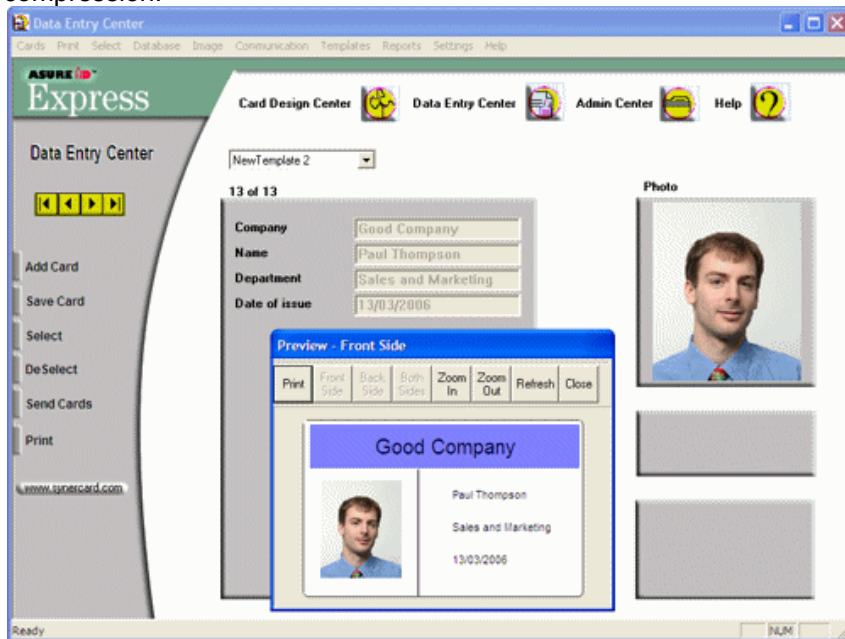 compression.
Data Entry Center
Cards Print Select Database Image Communication Templates Reports Settings Help
ASURE ID™
Express
Card Design Center
Data Entry Center
Admin Center
Help
Data Entry Center
NewTemplate 2
13 of 13
Photo
Company Good Company
Name Paul Thompson
Department Sales and Marketing
Date of issue 13/03/2006
Add Card
Save Card
Select
DeSelect
Send Cards
Print
www.synercard.com
Preview - Front Side
Print Front Side Back Side Both Sides Zoom In Zoom Out Refresh Close
Good Company
Paul Thompson
Sales and Marketing
13/03/2006
Ready
NUM